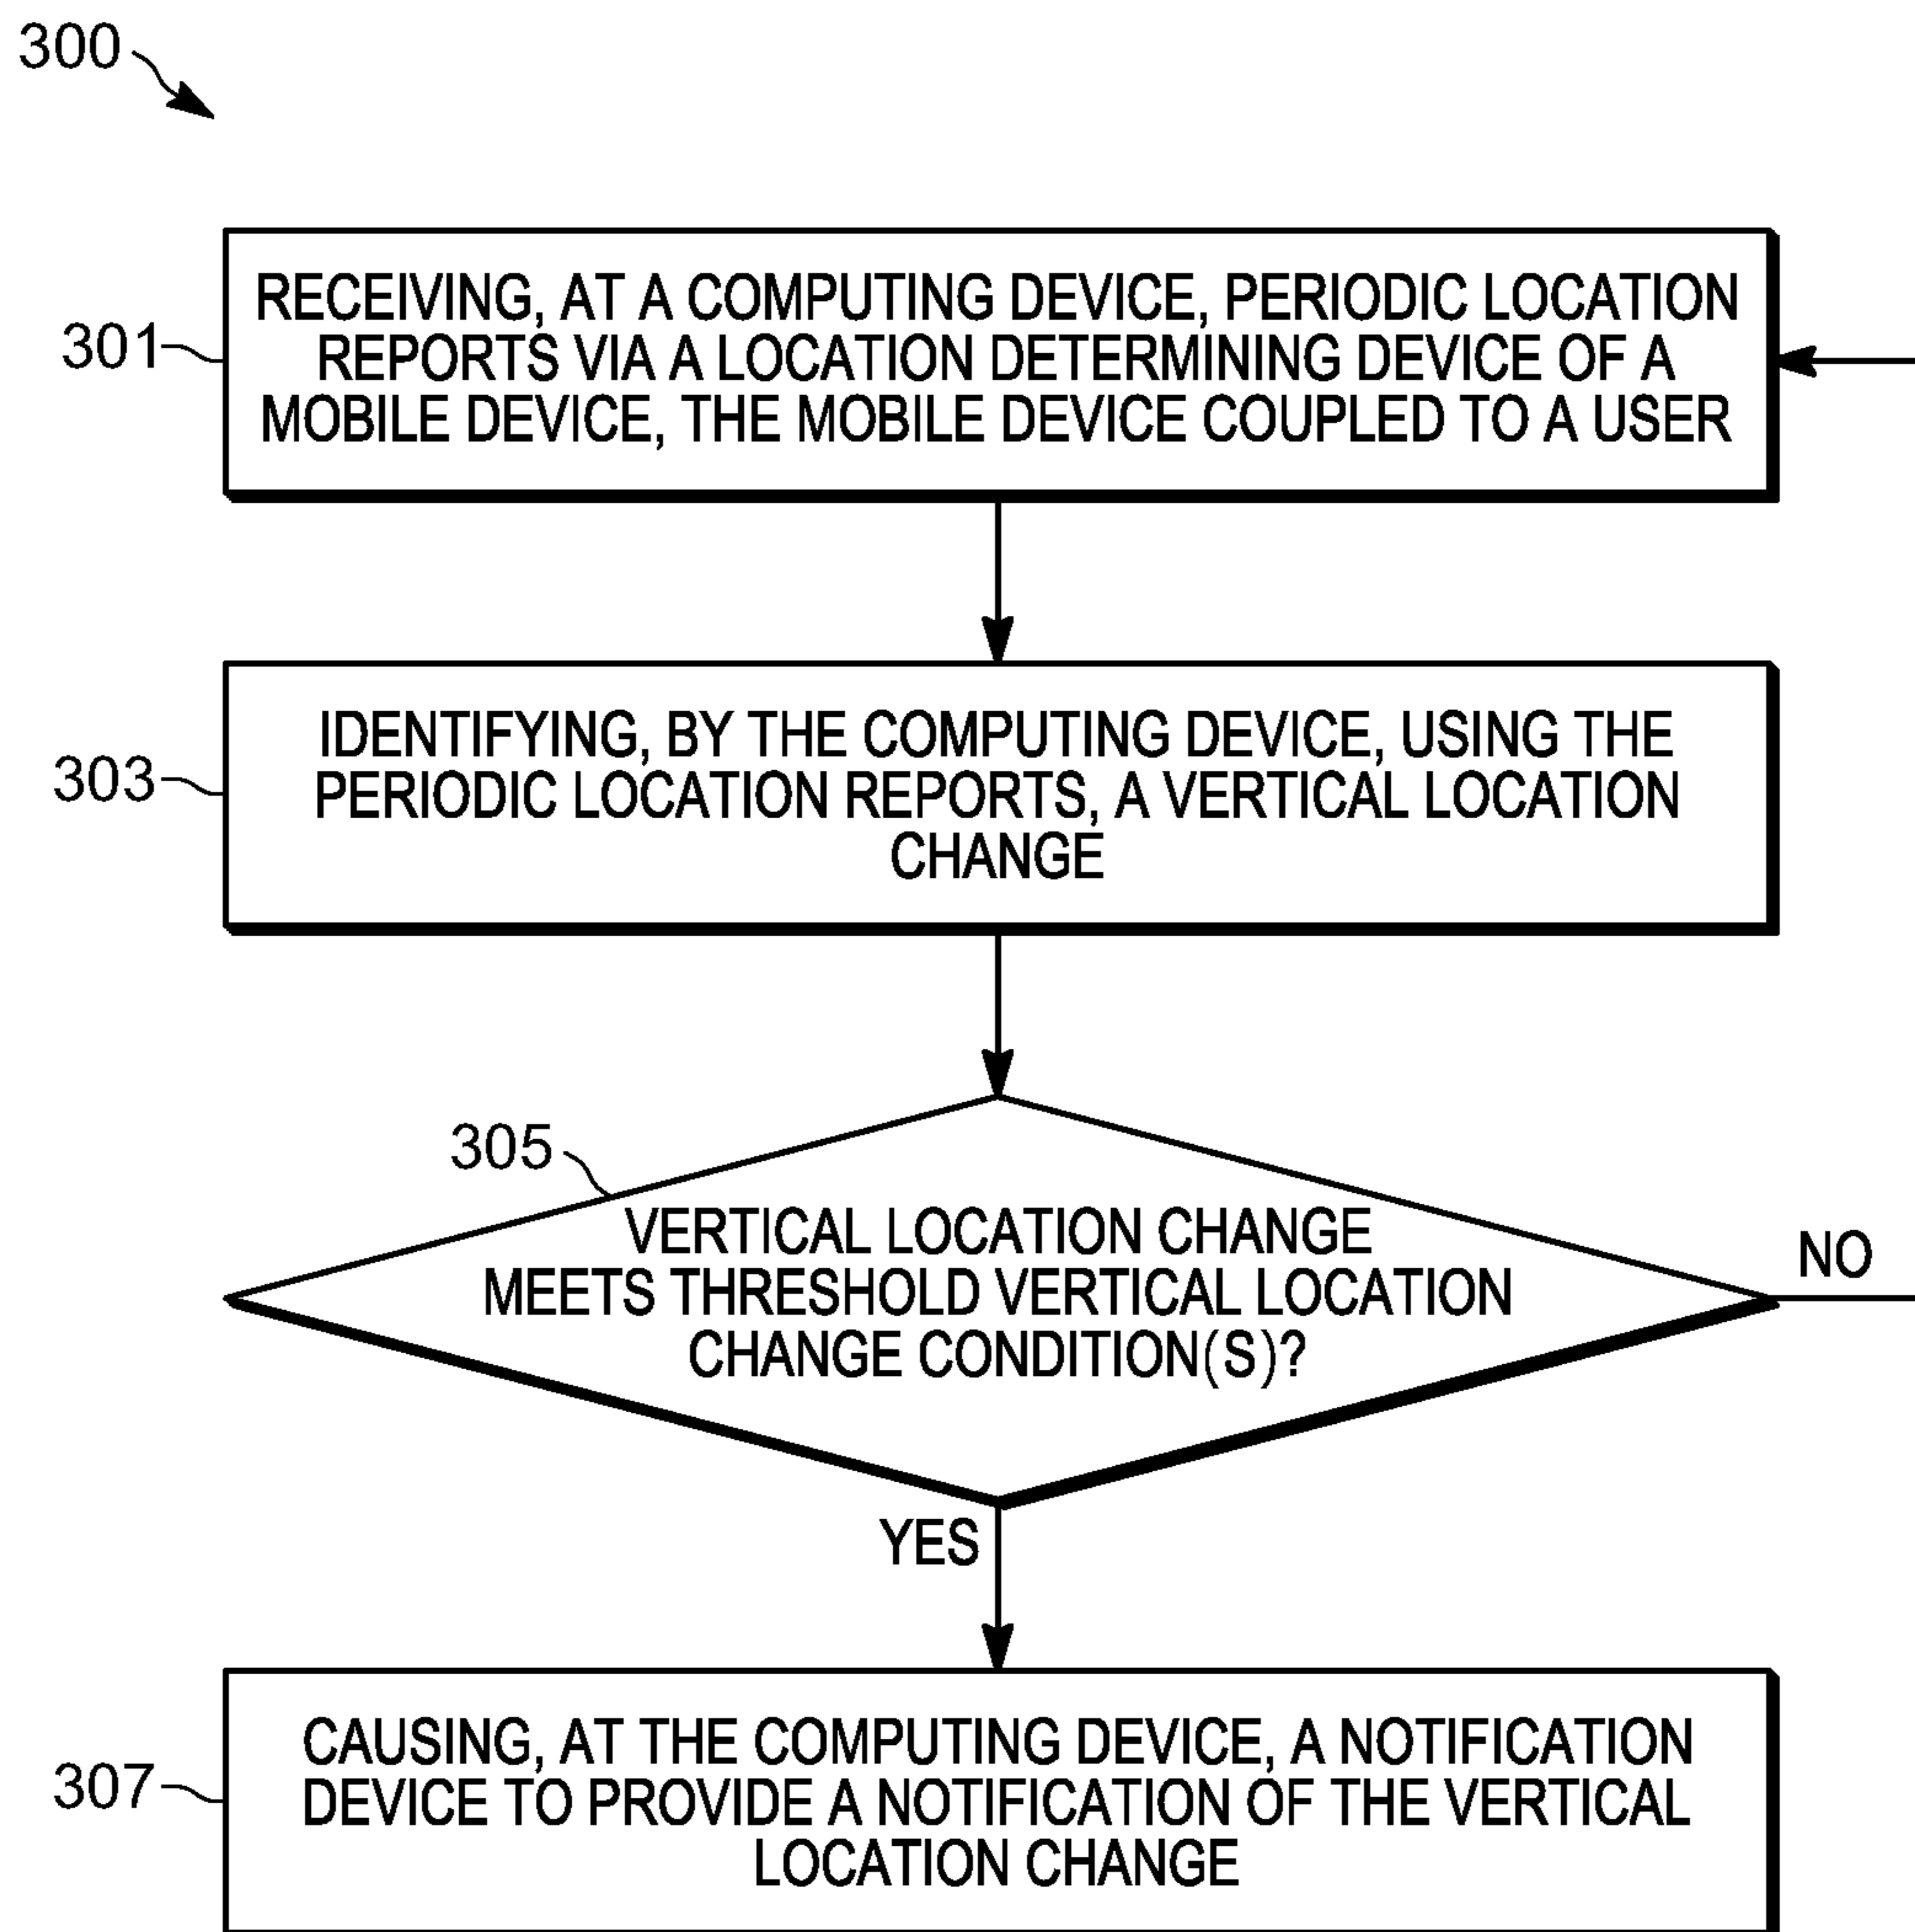 300
301
RECEIVING, AT A COMPUTING DEVICE, PERIODIC LOCATION
REPORTS VIA A LOCATION DETERMINING DEVICE OF A
MOBILE DEVICE, THE MOBILE DEVICE COUPLED TO A USER
303
IDENTIFYING, BY THE COMPUTING DEVICE, USING THE
PERIODIC LOCATION REPORTS, A VERTICAL LOCATION
CHANGE
305
VERTICAL LOCATION CHANGE
MEETS THRESHOLD VERTICAL LOCATION
CHANGE CONDITION(S)?
NO
YES
307
CAUSING, AT THE COMPUTING DEVICE, A NOTIFICATION
DEVICE TO PROVIDE A NOTIFICATION OF THE VERTICAL
LOCATION CHANGE